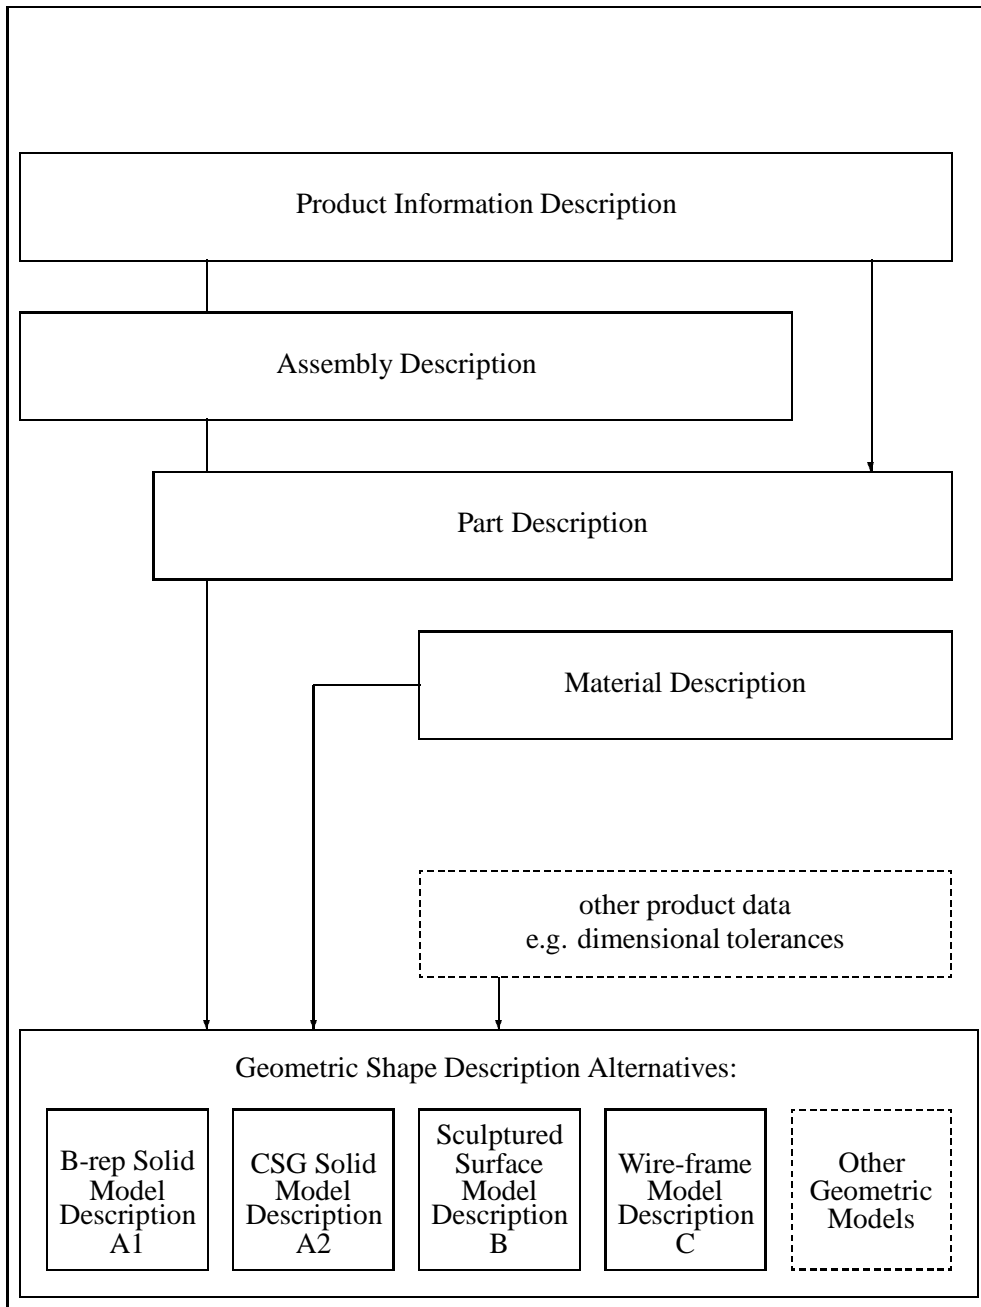 Product Information Description
Assembly Description
Part Description
Material Description
other product data
e.g. dimensional tolerances
Geometric Shape Description Alternatives:
B-rep Solid
Model
Description
A1
CSG Solid
Model
Description
A2
Sculptured
Surface
Model
Description
B
Wire-frame
Model
Description
C
Other
Geometric
Models